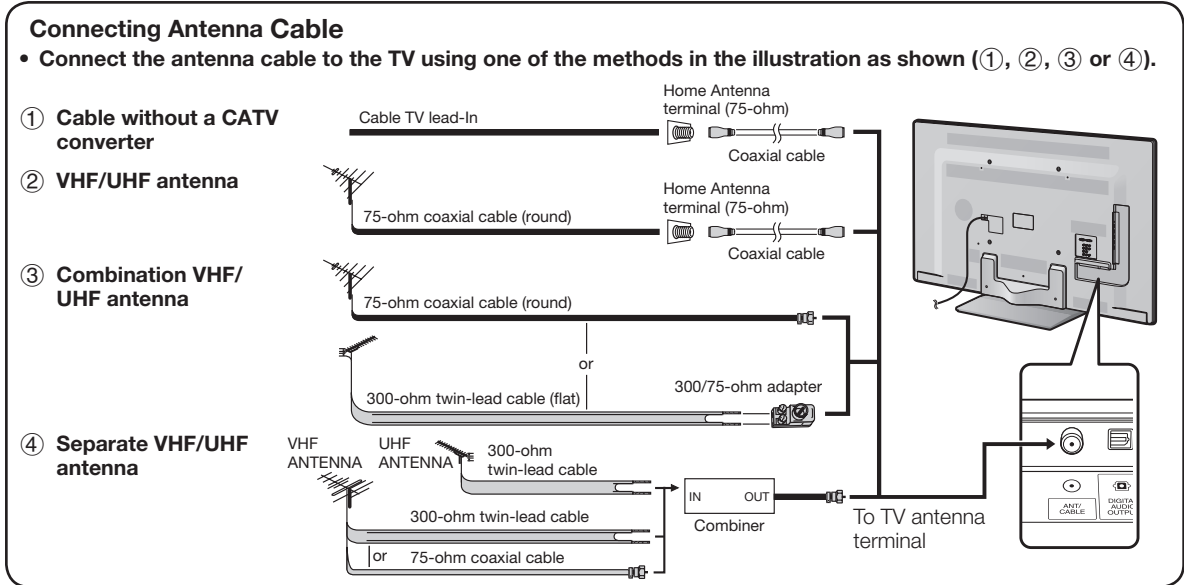 Connecting Antenna Cable
• Connect the antenna cable to the TV using one of the methods in the illustration as shown (①, ②, ③ or ④).
① Cable without a CATV
converter
Cable TV lead-In
Home Antenna
terminal (75-ohm)
Coaxial cable
② VHF/UHF antenna
75-ohm coaxial cable (round)
Home Antenna
terminal (75-ohm)
Coaxial cable
③ Combination VHF/
UHF antenna
75-ohm coaxial cable (round)
or
300-ohm twin-lead cable (flat)
300/75-ohm adapter
④ Separate VHF/UHF
antenna
VHF
ANTENNA
UHF
ANTENNA
300-ohm
twin-lead cable
300-ohm twin-lead cable
or
75-ohm coaxial cable
IN
OUT
Combiner
To TV antenna
terminal
ANT/
CABLE
DIGITA
AUDIO
OUTPU